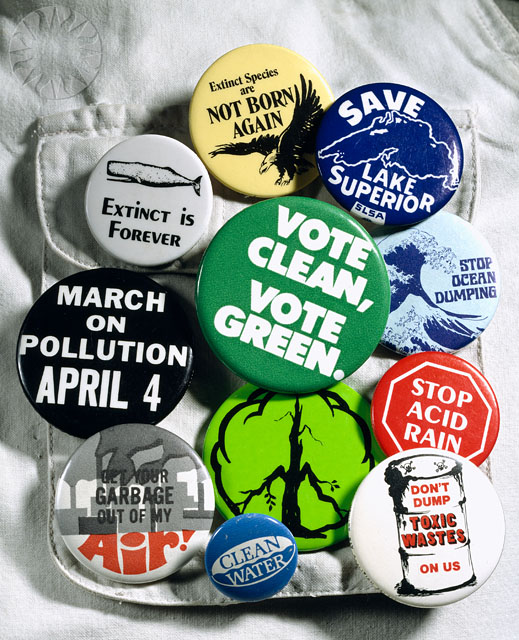 Extinct Species
are
NOT BORN
AGAIN
SAVE
LAKE
SUPERIOR
SLSA
EXTINCT IS
FOREVER
VOTE
CLEAN,
VOTE
GREEN.
STOP
OCEAN
DUMPING
MARCH
ON
POLLUTION
APRIL 4
STOP
ACID
RAIN
GET YOUR
GARBAGE
OUT OF MY
Air!
DON'T
DUMP
TOXIC
WASTES
ON US
CLEAN
WATER